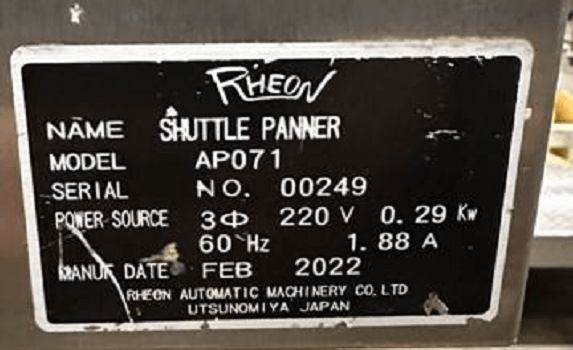 RHEON
NAME SHUTTLE PANNER
MODEL AP071
SERIAL NO. 00249
POWER SOURCE 3Φ 220 V 0.29 Kw
60 Hz 1.88 A
MANUF DATE FEB 2022
RHEON AUTOMATIC MACHINERY CO, LTD
UTSUNOMIYA JAPAN